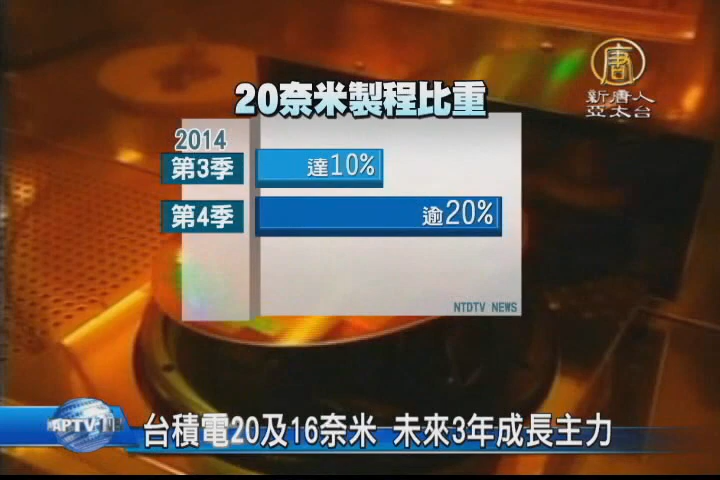 唐
新唐人
亞太台
20奈米製程比重
2014
第3季
達10%
第4季
逾20%
NTDTV NEWS
台積電20及16奈米 未來3年成長主力